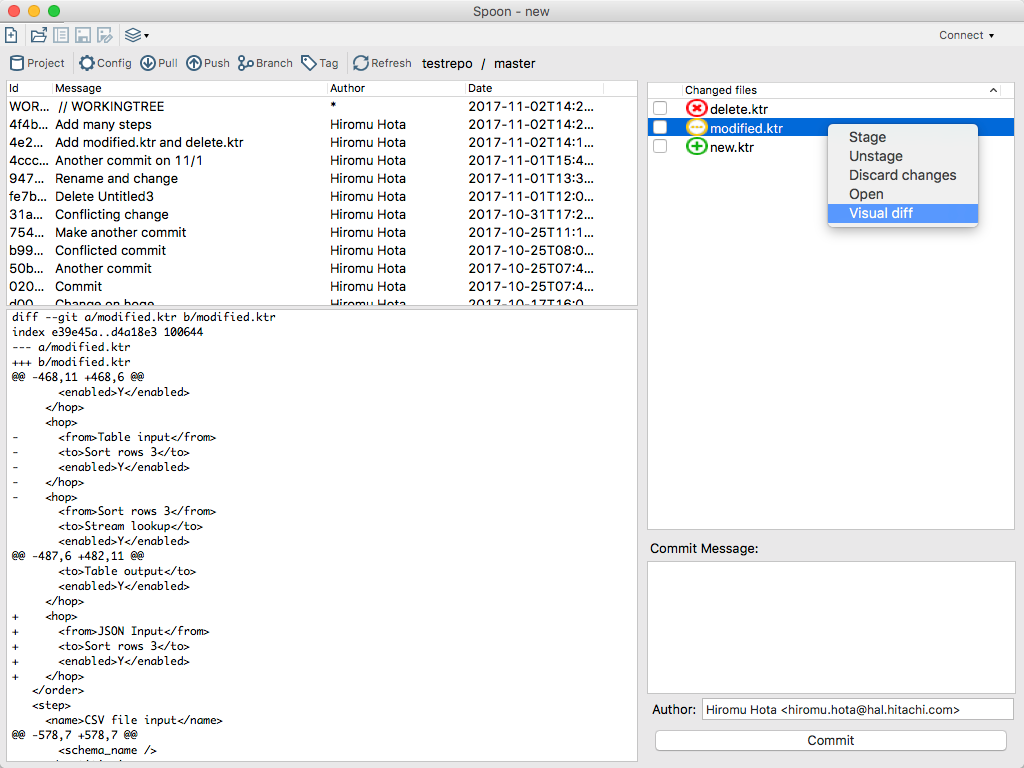 Spoon - new
Connect
Project Config Pull Push Branch Tag Refresh testrepo / master
Id Message Author Date
WOR... // WORKINGTREE * 2017-11-02T14:2...
4f4b... Add many steps Hiromu Hota 2017-11-02T14:2...
4e2... Add modified.ktr and delete.ktr Hiromu Hota 2017-11-02T14:1...
4ccc... Another commit on 11/1 Hiromu Hota 2017-11-01T15:4...
947... Rename and change Hiromu Hota 2017-11-01T13:3...
fe7b... Delete Untitled3 Hiromu Hota 2017-11-01T12:0...
31a... Conflicting change Hiromu Hota 2017-10-31T17:2...
754... Make another commit Hiromu Hota 2017-10-25T11:1...
b99... Conflicted commit Hiromu Hota 2017-10-25T08:0...
50b... Another commit Hiromu Hota 2017-10-25T07:4...
020... Commit Hiromu Hota 2017-10-25T07:4...
d00... Change on hoge Hiromu Hota 2017-10-17T16:0...
diff --git a/modified.ktr b/modified.ktr
index e39e45a..d4a18e3 100644
--- a/modified.ktr
+++ b/modified.ktr
@@ -468,11 +468,6 @@
<enabled>Y</enabled>
</hop>
<hop>
- <from>Table input</from>
- <to>Sort rows 3</to>
- <enabled>Y</enabled>
- </hop>
- <hop>
<from>Sort rows 3</from>
<to>Stream lookup</to>
<enabled>Y</enabled>
@@ -487,6 +482,11 @@
<to>Table output</to>
<enabled>Y</enabled>
</hop>
+ <hop>
+ <from>JSON Input</from>
+ <to>Sort rows 3</to>
+ <enabled>Y</enabled>
+ </hop>
</order>
<step>
<name>CSV file input</name>
@@ -578,7 +578,7 @@
<schema_name />
Changed files
delete.ktr
modified.ktr
new.ktr
Stage
Unstage
Discard changes
Open
Visual diff
Commit Message:
Author: Hiromu Hota <hiromu.hota@hal.hitachi.com>
Commit